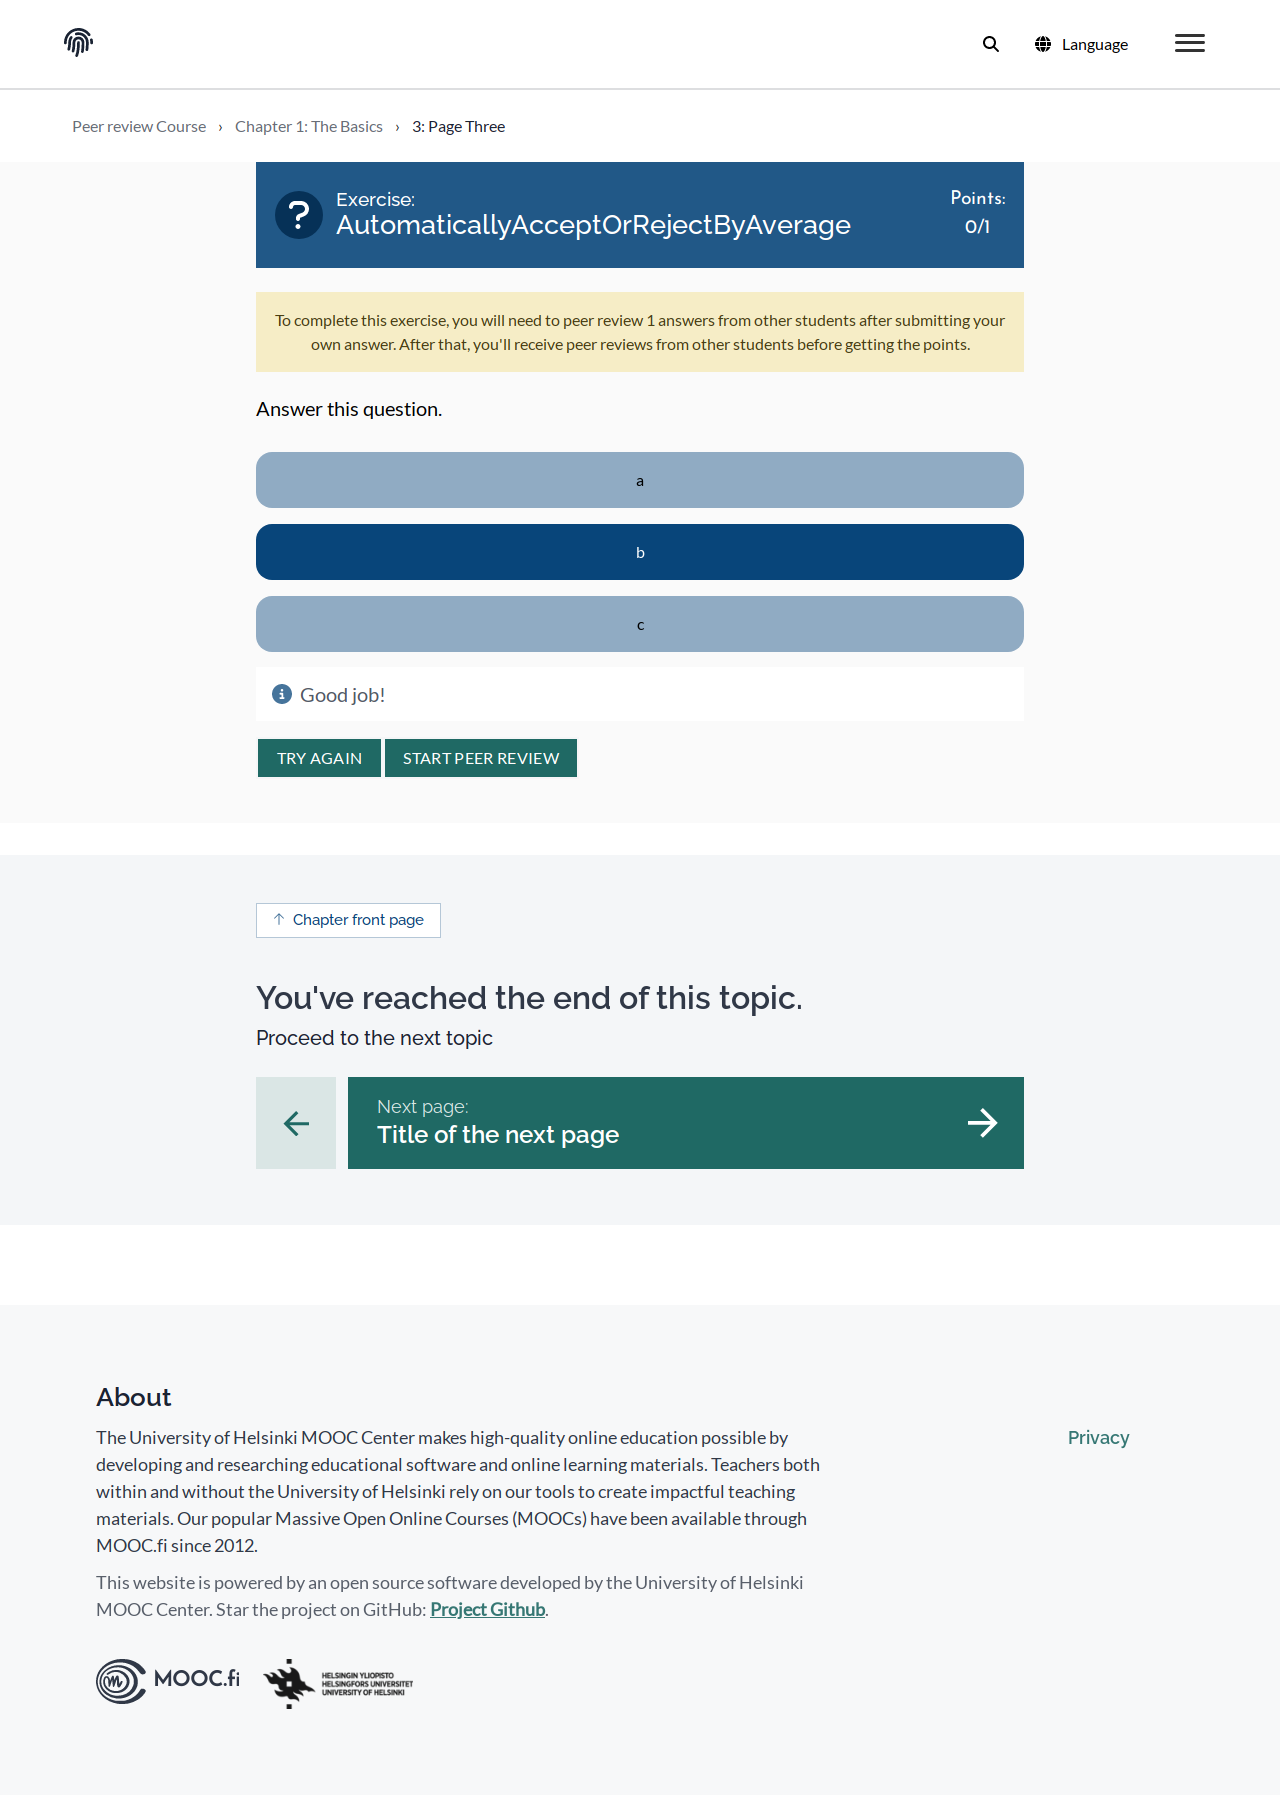 Language
Peer review Course › Chapter 1: The Basics › 3: Page Three
Exercise:
AutomaticallyAcceptOrRejectByAverage
Points:
0/1
To complete this exercise, you will need to peer review 1 answers from other students after submitting your
own answer. After that, you'll receive peer reviews from other students before getting the points.
Answer this question.
a
b
c
Good job!
TRY AGAIN
START PEER REVIEW
Chapter front page
You've reached the end of this topic.
Proceed to the next topic
Next page:
Title of the next page
About
The University of Helsinki MOOC Center makes high-quality online education possible by
developing and researching educational software and online learning materials. Teachers both
within and without the University of Helsinki rely on our tools to create impactful teaching
materials. Our popular Massive Open Online Courses (MOOCs) have been available through
MOOC.fi since 2012.
Privacy
This website is powered by an open source software developed by the University of Helsinki
MOOC Center. Star the project on GitHub: Project Github.
MOOC.fi
HELSINGIN YLIOPISTO
HELSINGFORS UNIVERSITET
UNIVERSITY OF HELSINKI